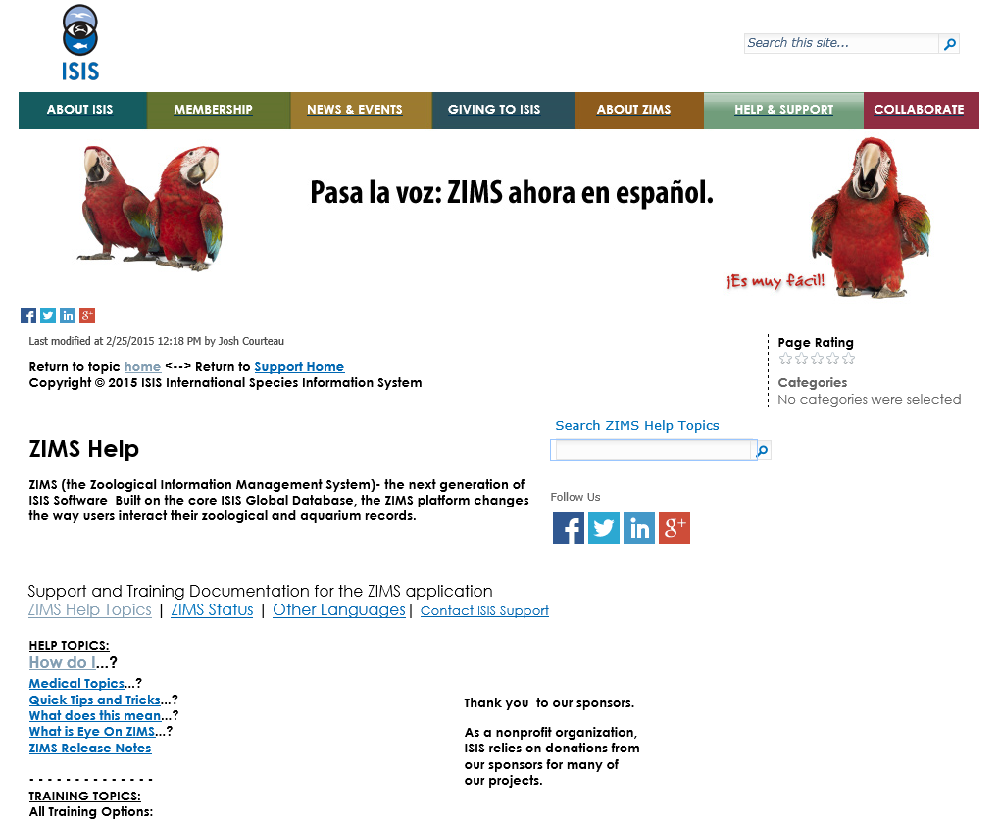 ISIS
Search this site...
ABOUT ISIS
MEMBERSHIP
NEWS & EVENTS
GIVING TO ISIS
ABOUT ZIMS
HELP & SUPPORT
COLLABORATE
Pasa la voz: ZIMS ahora en español.
¡Es muy fácil!
Last modified at 2/25/2015 12:18 PM by Josh Courteau
Return to topic home <--> Return to Support Home
Copyright © 2015 ISIS International Species Information System
Page Rating
Categories
No categories were selected
Search ZIMS Help Topics
ZIMS Help
ZIMS (the Zoological Information Management System)- the next generation of
ISIS Software  Built on the core ISIS Global Database, the ZIMS platform changes
the way users interact their zoological and aquarium records.
Follow Us
Support and Training Documentation for the ZIMS application
ZIMS Help Topics | ZIMS Status | Other Languages | Contact ISIS Support
HELP TOPICS:
How do I...?
Medical Topics...?
Quick Tips and Tricks...?
What does this mean...?
What is Eye On ZIMS...?
ZIMS Release Notes
- - - - - - - - - - - - - -
TRAINING TOPICS:
All Training Options:
Thank you  to our sponsors.
As a nonprofit organization,
ISIS relies on donations from
our sponsors for many of
our projects.